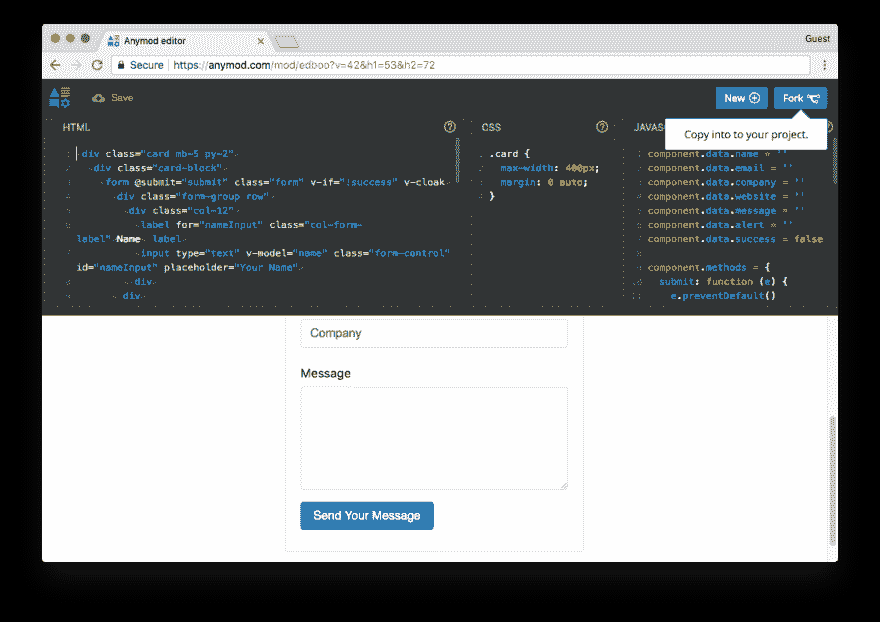 Anymod editor
Guest
Secure https://anymod.com/mod/edboo?v=42&h1=53&h2=72
Save
New
Fork
Copy into to your project.
HTML
div class="card mb-5 py-2"
div class="card-block"
form @submit="submit" class="form" v-if="!success" v-cloak
div class="form-group row"
div class="col-12"
label for="nameInput" class="col-form-
label" Name label
input type="text" v-model="name" class="form-control"
id="nameInput" placeholder="Your Name"
div
div
CSS
.card {
max-width: 400px;
margin: 0 auto;
}
JAVAS
component.data.name = ''
component.data.email = ''
component.data.company = ''
component.data.website = ''
component.data.message = ''
component.data.alert = ''
component.data.success = false
component.methods = {
submit: function (e) {
e.preventDefault()
Company
Message
Send Your Message